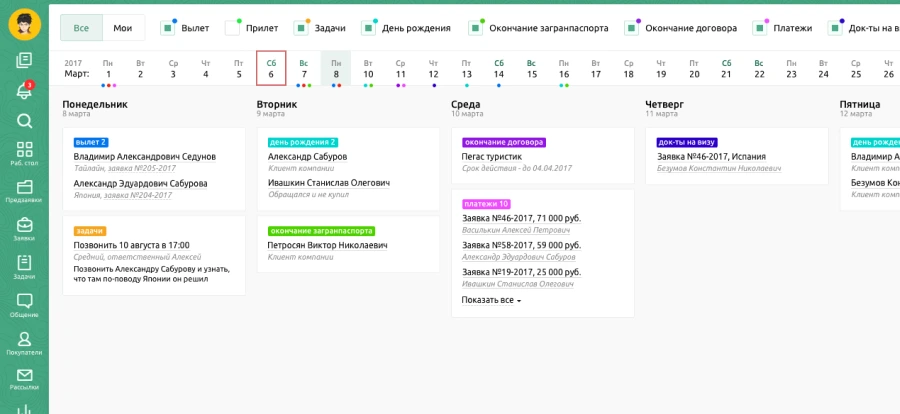 Все Мои Вылет Прилет Задачи День рождения Окончание загранпаспорта Окончание договора Платежи Док-ты на в
2017 Пн Вт Ср Чт Пт Сб Вс Пн Вт Ср Чт Пт Сб Вс Пн Вт Ср Чт Пт Сб Вс Пн Вт Ср Чт
Март: 1 2 3 4 5 6 7 8 10 11 12 13 14 15 16 17 18 19 20 21 22 23 24 25 26
3
Раб. стол
Предзаявки
Заявки
Задачи
Общение
Покупатели
Рассылки
Понедельник
8 марта
вылет 2
Владимир Александрович Седунов
Тайлайн, заявка №205-2017
Александр Эдуардович Сабурова
Япония, заявка №204-2017
задачи
Позвонить 10 августа в 17:00
Средний, ответственный Алексей
Позвонить Александру Сабурову и узнать,
что там по-поводу Японии он решил
Вторник
9 марта
день рождения 2
Александр Сабуров
Клиент компании
Ивашкин Станислав Олегович
Обращался и не купил
окончание загранпаспорта
Петросян Виктор Николаевич
Клиент компании
Среда
10 марта
окончание договора
Пегас туристик
Срок действия - до 04.04.2017
платежи 10
Заявка №46-2017, 71 000 руб.
Василькин Алексей Петрович
Заявка №58-2017, 59 000 руб.
Александр Эдурдович Сабуров
Заявка №19-2017, 25 000 руб.
Ивашкин Станислов Олегович
Показать все
Четверг
11 марта
док-ты на визу
Заявка №46-2017, Испания
Безумов Константин Николаевич
Пятница
12 марта
день рожден
Владимир А
Клиент комп
Безумов Кон
Клиент комп